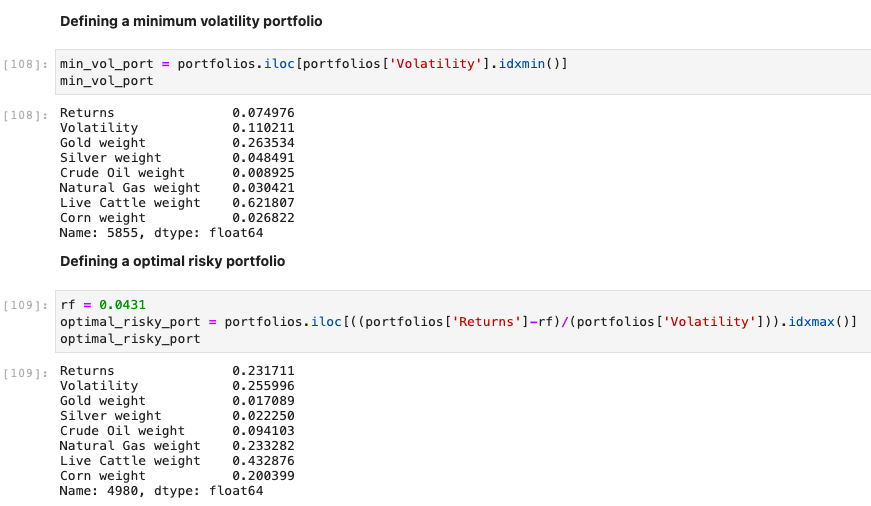 Defining a minimum volatility portfolio
[108]: min_vol_port = portfolios.iloc[portfolios['Volatility'].idxmin()]
min_vol_port
[108]: Returns 0.074976
Volatility 0.110211
Gold weight 0.263534
Silver weight 0.048491
Crude Oil weight 0.008925
Natural Gas weight 0.030421
Live Cattle weight 0.621807
Corn weight 0.026822
Name: 5855, dtype: float64
Defining a optimal risky portfolio
[109]: rf = 0.0431
optimal_risky_port = portfolios.iloc[((portfolios['Returns']-rf)/(portfolios['Volatility'])).idxmax()]
optimal_risky_port
[109]: Returns 0.231711
Volatility 0.255996
Gold weight 0.017089
Silver weight 0.022250
Crude Oil weight 0.094103
Natural Gas weight 0.233282
Live Cattle weight 0.432876
Corn weight 0.200399
Name: 4980, dtype: float64